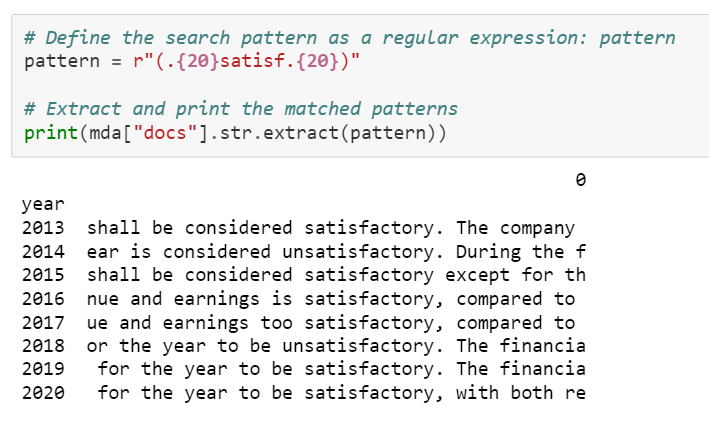 # Define the search pattern as a regular expression: pattern
pattern = r"(.{20}satisf.{20})"

# Extract and print the matched patterns
print(mda["docs"].str.extract(pattern))

                                                  0
year
2013  shall be considered satisfactory. The company
2014  ear is considered unsatisfactory. During the f
2015  shall be considered satisfactory except for th
2016  nue and earnings is satisfactory, compared to
2017  ue and earnings too satisfactory, compared to
2018  or the year to be unsatisfactory. The financia
2019   for the year to be satisfactory. The financia
2020   for the year to be satisfactory, with both re